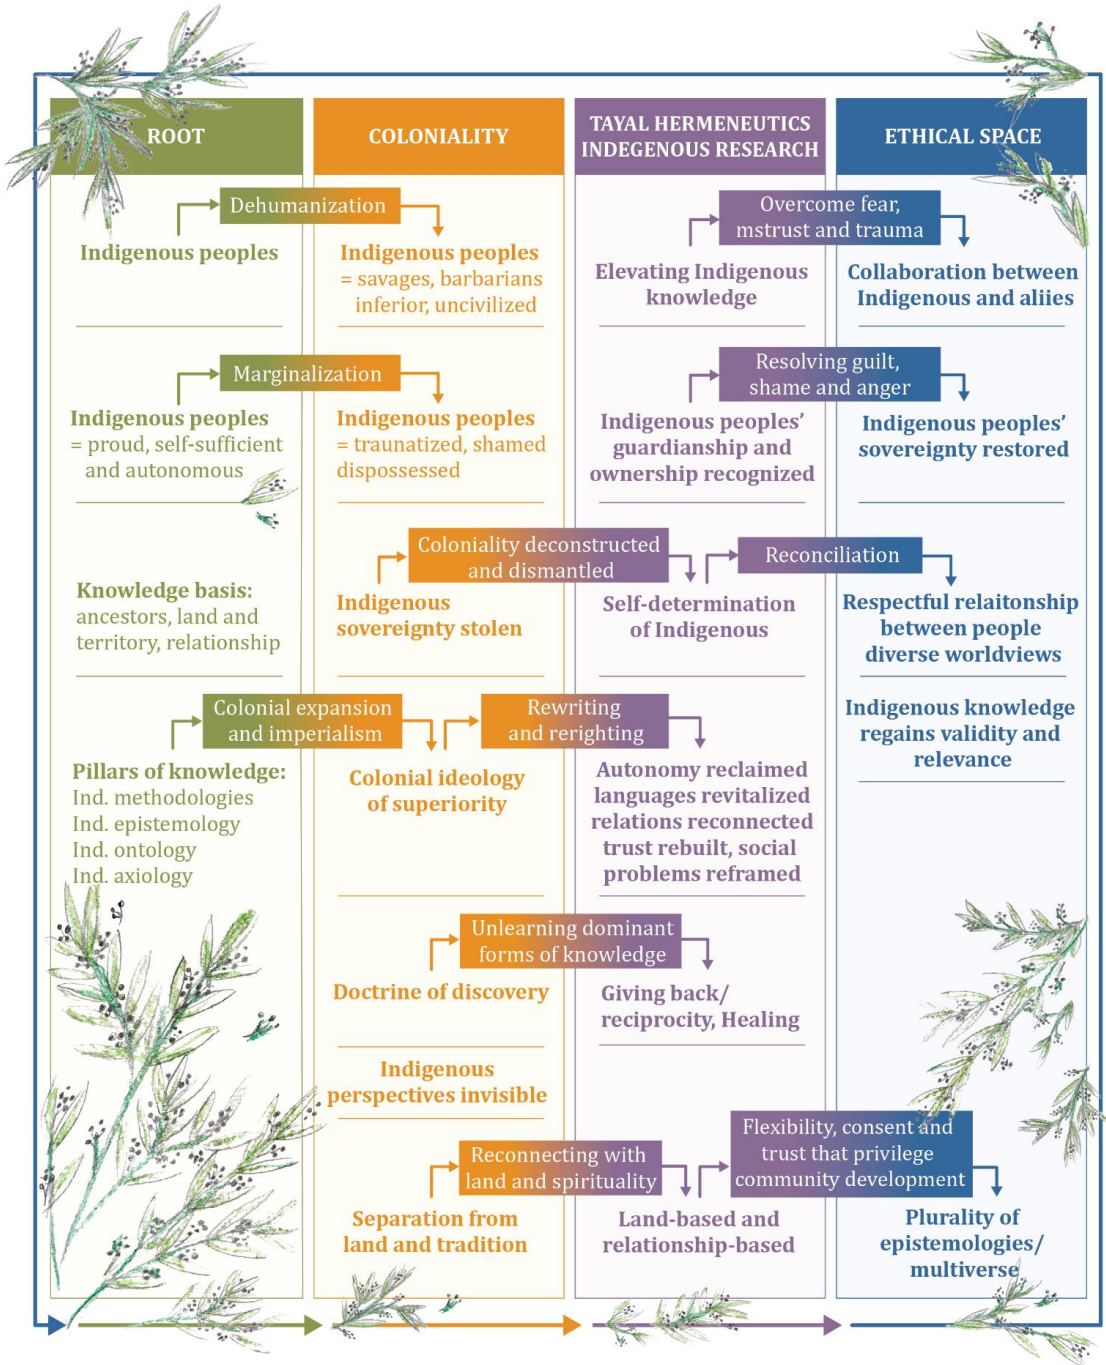 ROOT
COLONIALITY
TAYAL HERMENEUTICS
INDEGENOUS RESEARCH
ETHICAL SPACE
Dehumanization
Indigenous peoples
Indigenous peoples
= savages, barbarians
inferior, uncivilized
Overcome fear,
mstrust and trauma
Elevating Indigenous
knowledge
Collaboration between
Indigenous and aliies
Marginalization
Indigenous peoples
= proud, self-sufficient
and autonomous
Indigenous peoples
= traunatized, shamed
dispossessed
Resolving guilt,
shame and anger
Indigenous peoples’
guardianship and
ownership recognized
Indigenous peoples’
sovereignty restored
Knowledge basis:
ancestors, land and
territory, relationship
Coloniality deconstructed
and dismantled
Indigenous
sovereignty stolen
Self-determination
of Indigenous
Reconciliation
Respectful relaitonship
between people
diverse worldviews
Colonial expansion
and imperialism
Pillars of knowledge:
Ind. methodologies
Ind. epistemology
Ind. ontology
Ind. axiology
Rewriting
and rerighting
Colonial ideology
of superiority
Autonomy reclaimed
languages revitalized
relations reconnected
trust rebuilt, social
problems reframed
Indigenous knowledge
regains validity and
relevance
Unlearning dominant
forms of knowledge
Doctrine of discovery
Giving back/
reciprocity, Healing
Indigenous
perspectives invisible
Reconnecting with
land and spirituality
Separation from
land and tradition
Flexibility, consent and
trust that privilege
community development
Land-based and
relationship-based
Plurality of
epistemologies/
multiverse